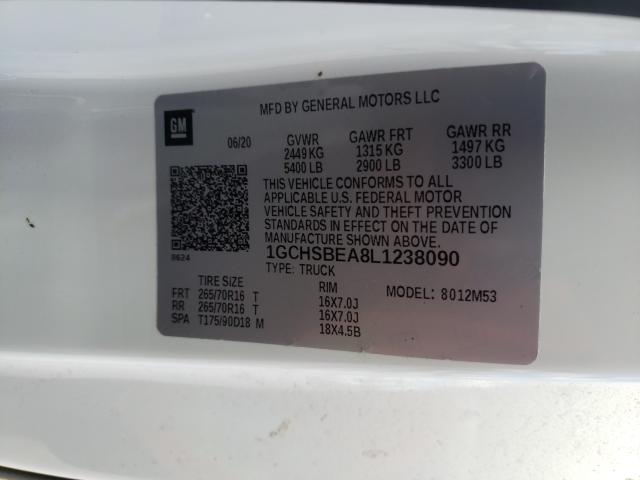 GM
MFD BY GENERAL MOTORS LLC
06/20 GVWR GAWR FRT GAWR RR
2449 KG 1315 KG 1497 KG
5400 LB 2900 LB 3300 LB
THIS VEHICLE CONFORMS TO ALL
APPLICABLE U.S. FEDERAL MOTOR
VEHICLE SAFETY AND THEFT PREVENTION
STANDARDS IN EFFECT ON THE DATE OF
MANUFACTURE SHOWN ABOVE.
0624
1GCHSBEA8L1238090
TYPE: TRUCK
TIRE SIZE RIM MODEL: 8012M53
FRT 265/70R16 T 16X7.0J
RR 265/70R16 T 16X7.0J
SPA T175/90D18 M 18X4.5B